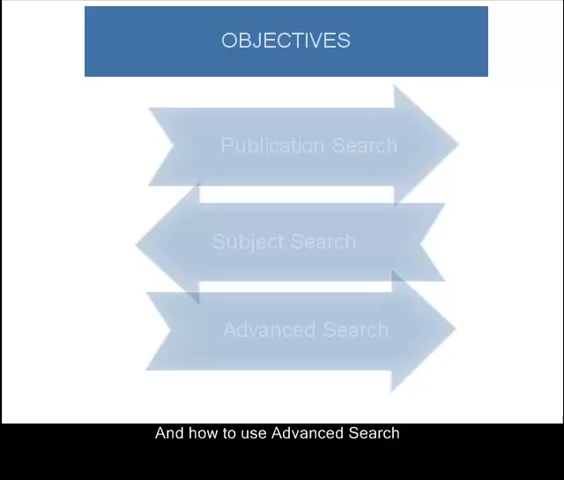 OBJECTIVES
Publication Search
Subject Search
Advanced Search
And how to use Advanced Search